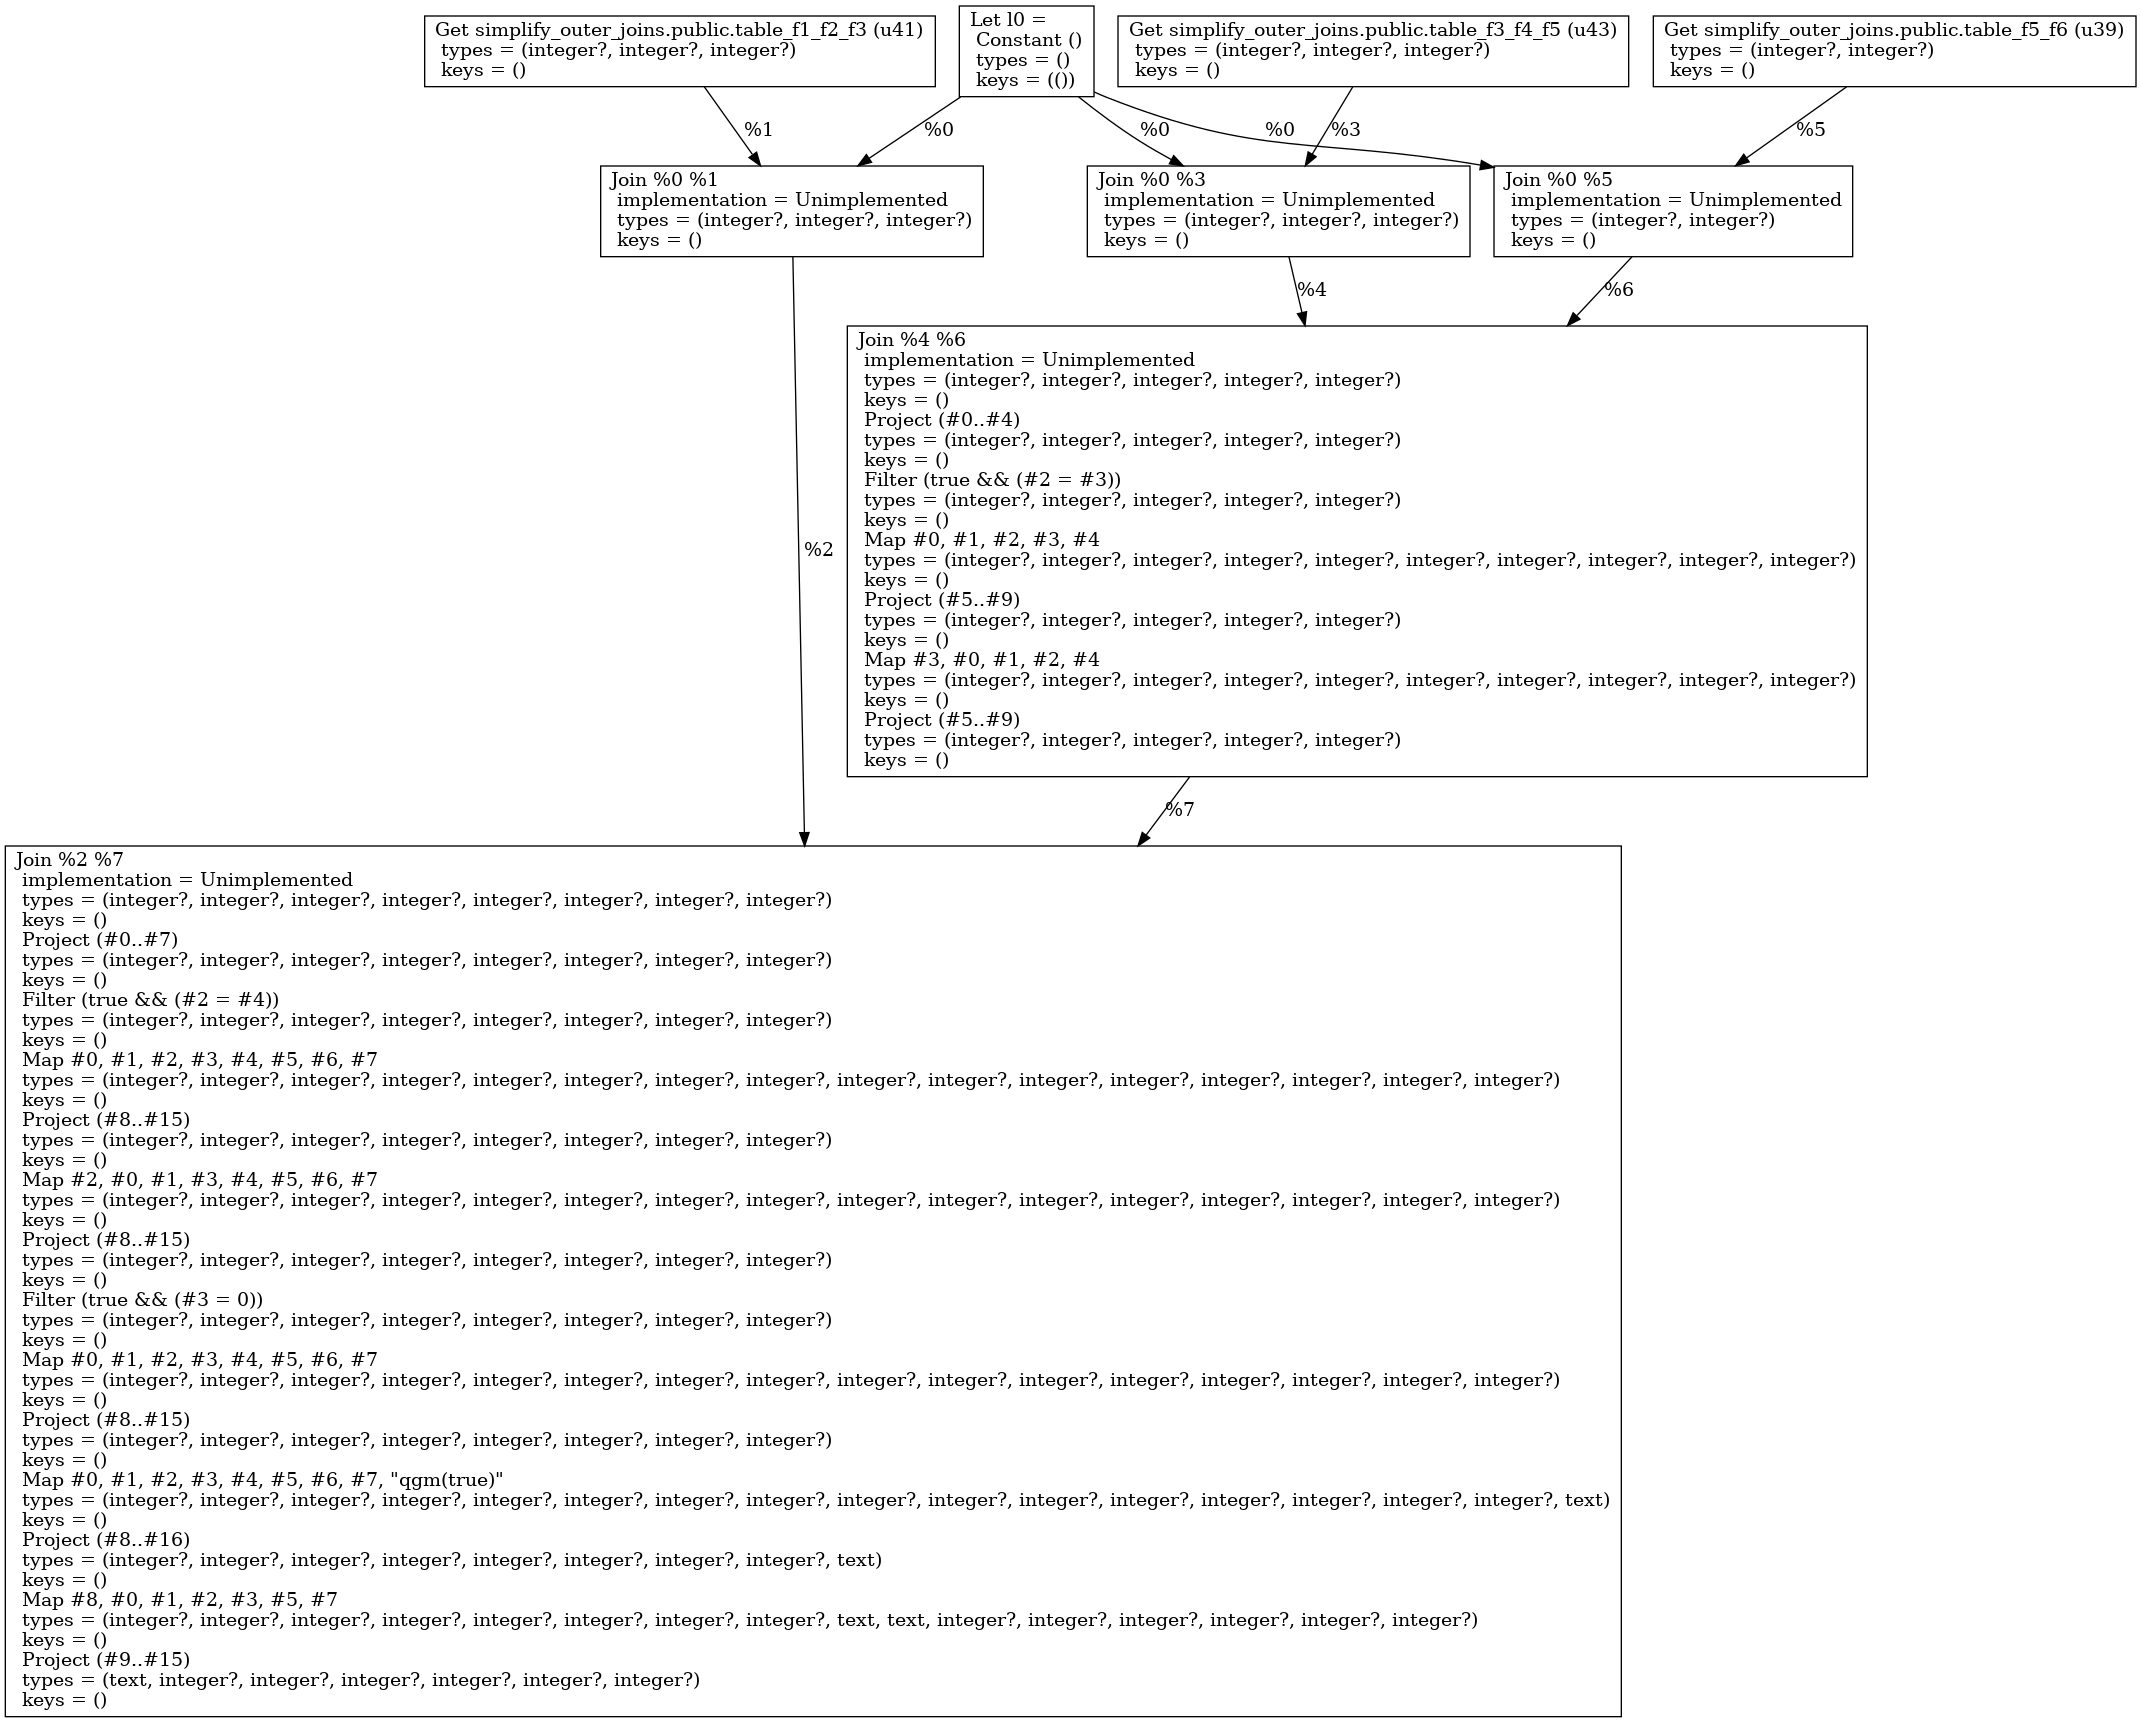 Get simplify_outer_joins.public.table_f1_f2_f3 (u41)
types = (integer?, integer?, integer?)
keys = ()
Let l0 =
Constant ()
types = ()
keys = (())
Get simplify_outer_joins.public.table_f3_f4_f5 (u43)
types = (integer?, integer?, integer?)
keys = ()
Get simplify_outer_joins.public.table_f5_f6 (u39)
types = (integer?, integer?)
keys = ()
%1
%0
%0
%0
%3
%5
Join %0 %1
implementation = Unimplemented
types = (integer?, integer?, integer?)
keys = ()
Join %0 %3
implementation = Unimplemented
types = (integer?, integer?, integer?)
keys = ()
Join %0 %5
implementation = Unimplemented
types = (integer?, integer?)
keys = ()
%4
%6
Join %4 %6
implementation = Unimplemented
types = (integer?, integer?, integer?, integer?, integer?)
keys = ()
Project (#0..#4)
types = (integer?, integer?, integer?, integer?, integer?)
keys = ()
Filter (true && (#2 = #3))
types = (integer?, integer?, integer?, integer?, integer?)
keys = ()
Map #0, #1, #2, #3, #4
types = (integer?, integer?, integer?, integer?, integer?, integer?, integer?, integer?, integer?, integer?)
keys = ()
Project (#5..#9)
types = (integer?, integer?, integer?, integer?, integer?)
keys = ()
Map #3, #0, #1, #2, #4
types = (integer?, integer?, integer?, integer?, integer?, integer?, integer?, integer?, integer?, integer?)
keys = ()
Project (#5..#9)
types = (integer?, integer?, integer?, integer?, integer?)
keys = ()
%2
%7
Join %2 %7
implementation = Unimplemented
types = (integer?, integer?, integer?, integer?, integer?, integer?, integer?, integer?)
keys = ()
Project (#0..#7)
types = (integer?, integer?, integer?, integer?, integer?, integer?, integer?, integer?)
keys = ()
Filter (true && (#2 = #4))
types = (integer?, integer?, integer?, integer?, integer?, integer?, integer?, integer?)
keys = ()
Map #0, #1, #2, #3, #4, #5, #6, #7
types = (integer?, integer?, integer?, integer?, integer?, integer?, integer?, integer?, integer?, integer?, integer?, integer?, integer?, integer?, integer?, integer?)
keys = ()
Project (#8..#15)
types = (integer?, integer?, integer?, integer?, integer?, integer?, integer?, integer?)
keys = ()
Map #2, #0, #1, #3, #4, #5, #6, #7
types = (integer?, integer?, integer?, integer?, integer?, integer?, integer?, integer?, integer?, integer?, integer?, integer?, integer?, integer?, integer?, integer?)
keys = ()
Project (#8..#15)
types = (integer?, integer?, integer?, integer?, integer?, integer?, integer?, integer?)
keys = ()
Filter (true && (#3 = 0))
types = (integer?, integer?, integer?, integer?, integer?, integer?, integer?, integer?)
keys = ()
Map #0, #1, #2, #3, #4, #5, #6, #7
types = (integer?, integer?, integer?, integer?, integer?, integer?, integer?, integer?, integer?, integer?, integer?, integer?, integer?, integer?, integer?, integer?)
keys = ()
Project (#8..#15)
types = (integer?, integer?, integer?, integer?, integer?, integer?, integer?, integer?)
keys = ()
Map #0, #1, #2, #3, #4, #5, #6, #7, "qgm(true)"
types = (integer?, integer?, integer?, integer?, integer?, integer?, integer?, integer?, integer?, integer?, integer?, integer?, integer?, integer?, integer?, integer?, text)
keys = ()
Project (#8..#16)
types = (integer?, integer?, integer?, integer?, integer?, integer?, integer?, integer?, text)
keys = ()
Map #8, #0, #1, #2, #3, #5, #7
types = (integer?, integer?, integer?, integer?, integer?, integer?, integer?, integer?, text, text, integer?, integer?, integer?, integer?, integer?, integer?)
keys = ()
Project (#9..#15)
types = (text, integer?, integer?, integer?, integer?, integer?, integer?)
keys = ()